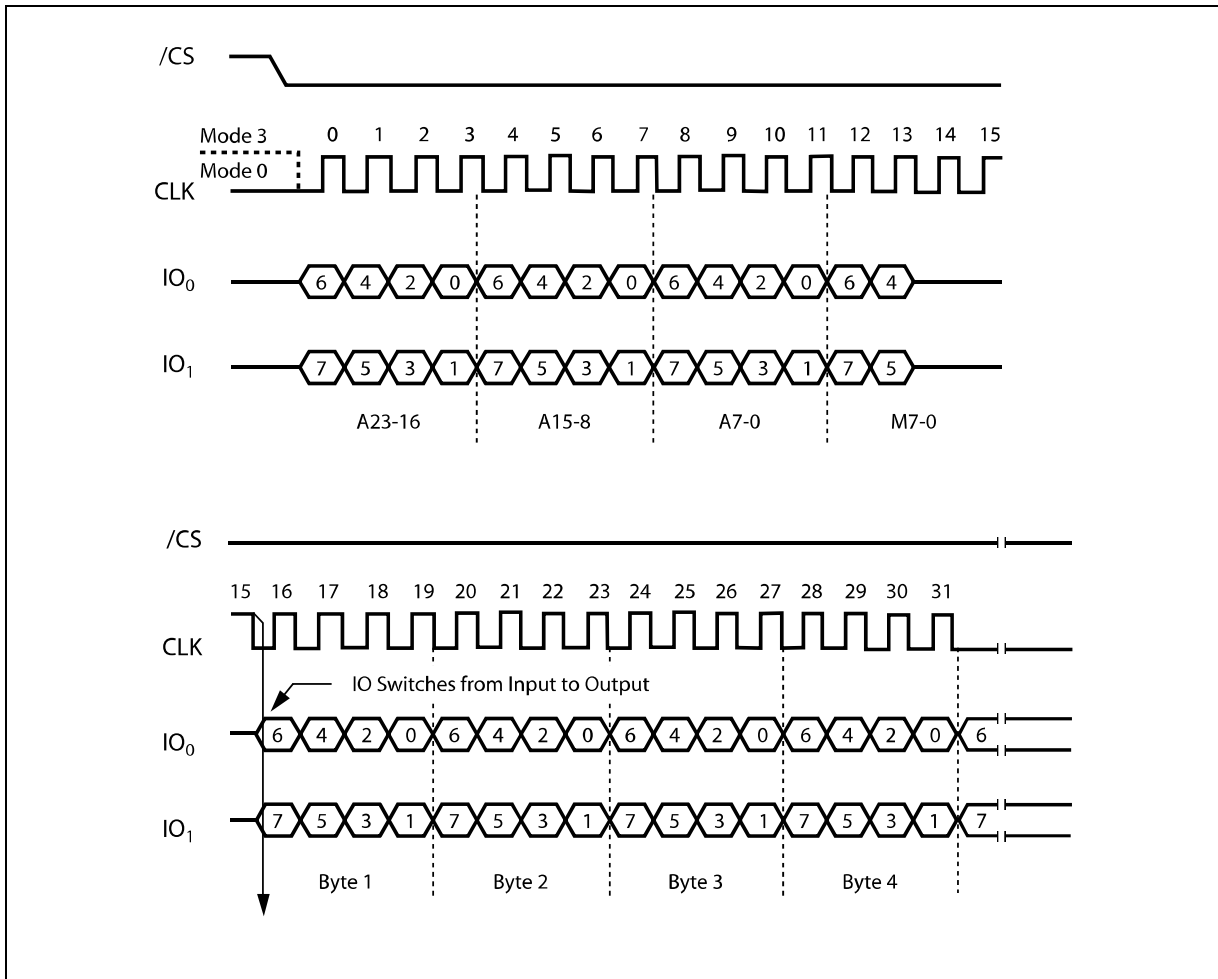 /CS
Mode 3 0 1 2 3 4 5 6 7 8 9 10 11 12 13 14 15
Mode 0
CLK
IO0 6 4 2 0 6 4 2 0 6 4 2 0 6 4
IO1 7 5 3 1 7 5 3 1 7 5 3 1 7 5
A23-16 A15-8 A7-0 M7-0
/CS
15 16 17 18 19 20 21 22 23 24 25 26 27 28 29 30 31
CLK
IO Switches from Input to Output
IO0 6 4 2 0 6 4 2 0 6 4 2 0 6 4 2 0 6
IO1 7 5 3 1 7 5 3 1 7 5 3 1 7 5 3 1 7
Byte 1 Byte 2 Byte 3 Byte 4